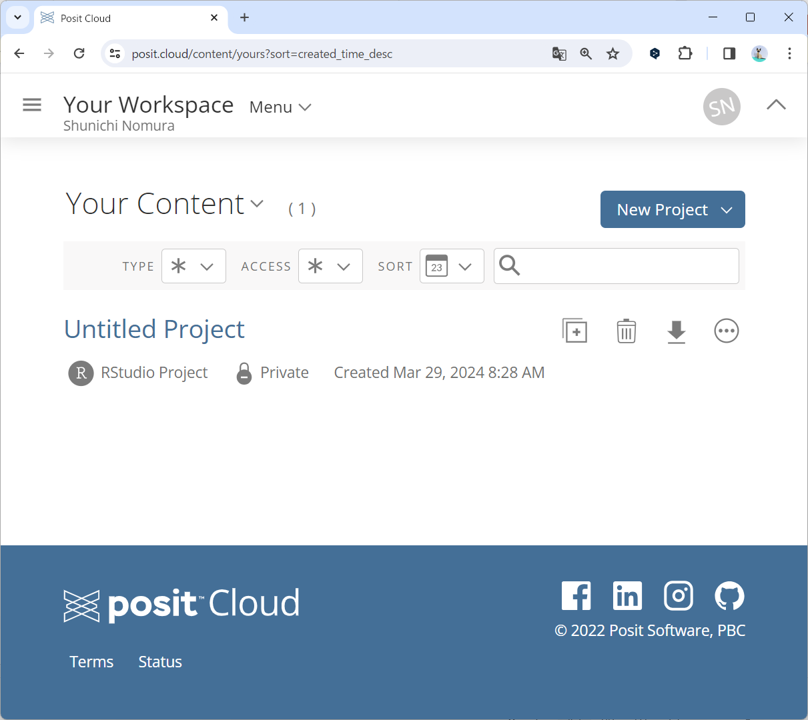 Posit Cloud
posit.cloud/content/yours?sort=created_time_desc
Your Workspace Menu
Shunichi Nomura
SN
Your Content ( 1 )
New Project
TYPE ACCESS SORT 23
Untitled Project
R RStudio Project Private Created Mar 29, 2024 8:28 AM
posit™ Cloud
© 2022 Posit Software, PBC
Terms Status